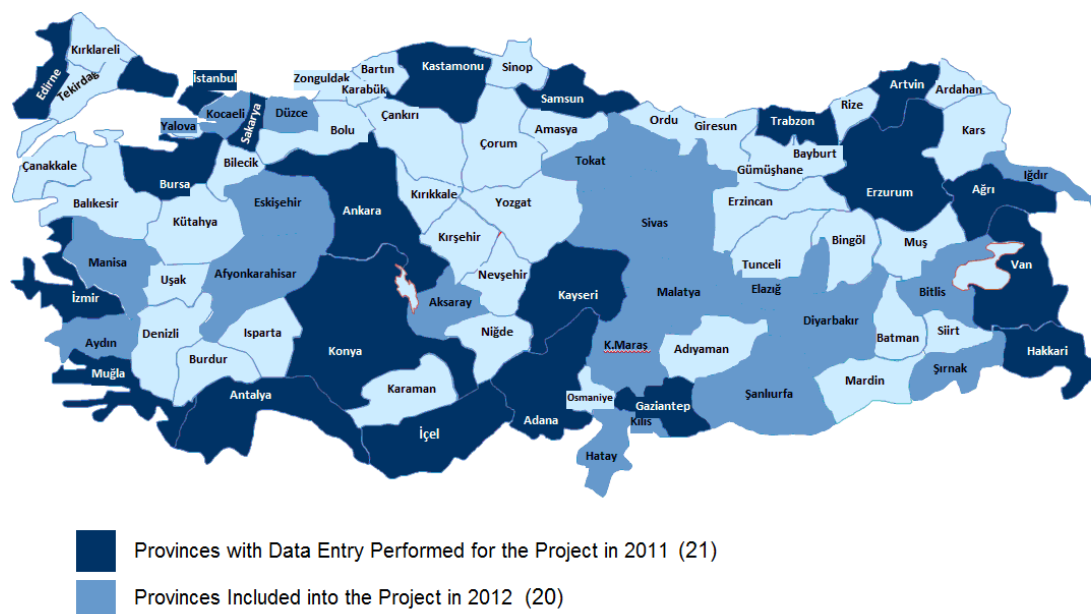 Kırklareli
Edirne
Tekirdag
İstanbul
Zonguldak
Bartın
Karabük
Kastamonu
Sinop
Samsun
Artvin
Ardahan
Rize
Kars
Trabzon
Ordu
Giresun
Bayburt
Gümüşhane
Yalova
Kocaeli
Sakarya
Düzce
Bolu
Çankırı
Çorum
Amasya
Tokat
Iğdır
Ağrı
Erzurum
Erzincan
Çanakkale
Bursa
Bilecik
Balıkesir
Kütahya
Eskişehir
Ankara
Kırıkkale
Yozgat
Sivas
Kırşehir
Nevşehir
Tunceli
Bingöl
Muş
Van
Bitlis
Manisa
Uşak
Afyonkarahisar
İzmir
Aksaray
Kayseri
Malatya
Elazığ
Diyarbakır
Batman
Siirt
Hakkari
Şırnak
Aydın
Denizli
Isparta
Burdur
Konya
Niğde
K.Maraş
Adıyaman
Mardin
Şanlıurfa
Muğla
Antalya
Karaman
İçel
Adana
Osmaniye
Gaziantep
Kilis
Hatay
Provinces with Data Entry Performed for the Project in 2011 (21)
Provinces Included into the Project in 2012 (20)